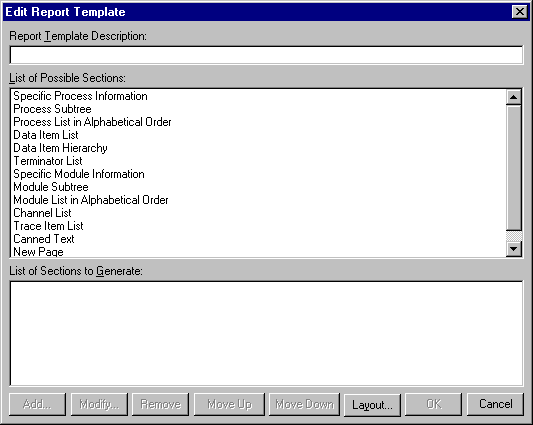 Edit Report Template
Report Template Description:
List of Possible Sections:
Specific Process Information
Process Subtree
Process List in Alphabetical Order
Data Item List
Data Item Hierarchy
Terminator List
Specific Module Information
Module Subtree
Module List in Alphabetical Order
Channel List
Trace Item List
Canned Text
New Page
List of Sections to Generate:
Add... Modify... Remove Move Up Move Down Layout... OK Cancel